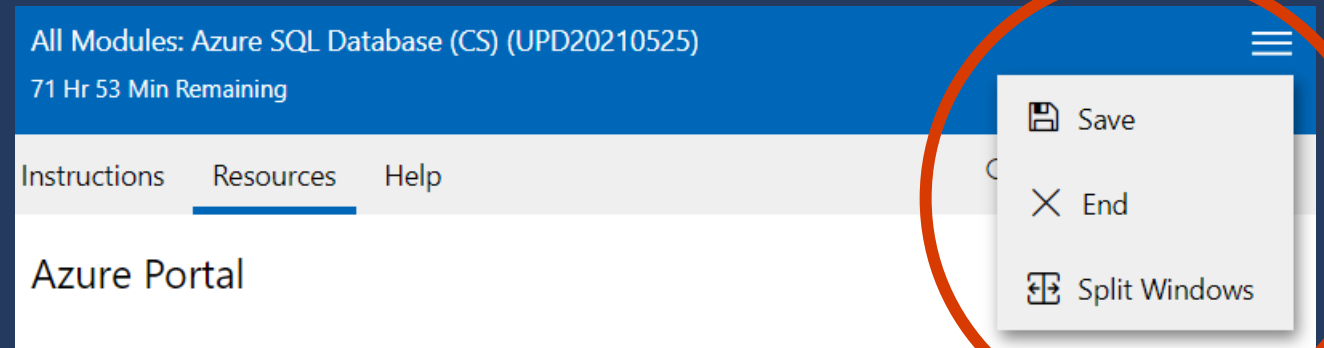 All Modules: Azure SQL Database (CS) (UPD20210525)
71 Hr 53 Min Remaining
Save
Instructions Resources Help
End
Azure Portal
Split Windows